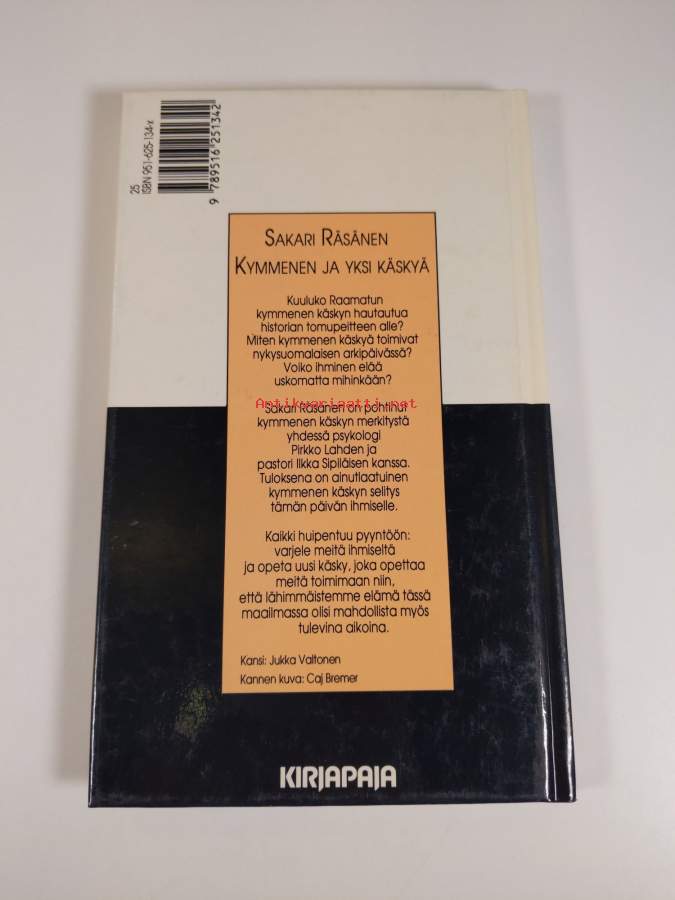 25
ISBN 951-625-134-x
9 789516 251342
SAKARI RÄSÄNEN
KYMMENEN JA YKSI KÄSKYÄ
Kuuluko Raamatun
kymmenen käskyn hautautua
historian tomupeitteen alle?
Miten kymmenen käskyä toimivat
nykysuomalaisen arkipäivässä?
Voiko ihminen elää
uskomatta mihinkään?
Antikvariaatti.net
Sakari Räsänen on pohtinut
kymmenen käskyn merkitystä
yhdessä psykologi
Pirkko Lahden ja
pastori Ilkka Sipiläisen kanssa.
Tuloksena on ainutlaatuinen
kymmenen käskyn selitys
tämän päivän ihmiselle.
Kaikki huipentuu pyyntöön:
varjele meitä ihmiseltä
ja opeta uusi käsky, joka opettaa
meitä toimimaan niin,
että lähimmäistemme elämä tässä
maailmassa olisi mahdollista myös
tulevina aikoina.
Kansi: Jukka Valtonen
Kannen kuva: Caj Bremer
KIRJAPAJA